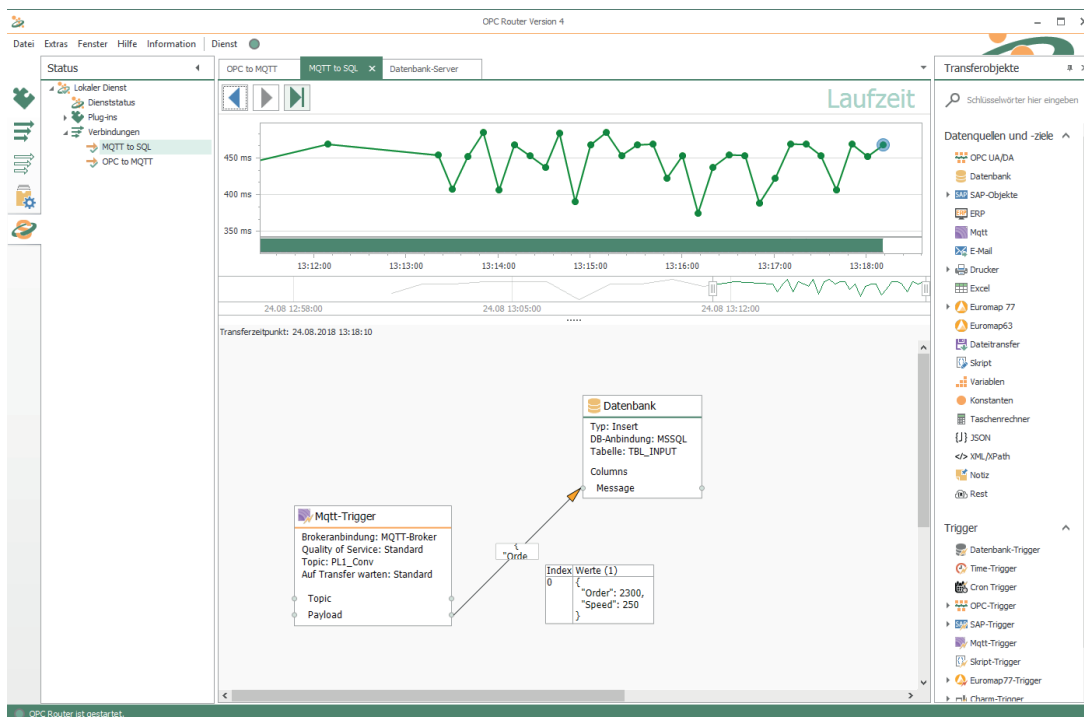 OPC Router Version 4
Datei Extras Fenster Hilfe Information Dienst
Status
Lokaler Dienst
Dienststatus
Plug-ins
Verbindungen
MQTT to SQL
OPC to MQTT
OPC to MQTT MQTT to SQL Datenbank-Server
Laufzeit
450 ms
400 ms
350 ms
13:12:00 13:13:00 13:14:00 13:15:00 13:16:00 13:17:00 13:18:00
24.08 12:58:00 24.08 13:05:00 24.08 13:12:00
Transferzeitpunkt: 24.08.2018 13:18:10
Datenbank
Typ: Insert
DB-Anbindung: MSSQL
Tabelle: TBL_INPUT
Columns
Message
Mqtt-Trigger
Brokeranbindung: MQTT-Broker
Quality of Service: Standard
Topic: PL1_Conv
Auf Transfer warten: Standard
Topic
Payload
{
"Orde
Index Werte (1)
0 {
"Order": 2300,
"Speed": 250
}
Transferobjekte
Schlüsselwörter hier eingeben
Datenquellen und -ziele
OPC UA/DA
Datenbank
SAP SAP-Objekte
ERP
Mqtt
E-Mail
Drucker
Excel
Euromap 77
Euromap63
Dateitransfer
Skript
Variablen
Konstanten
Taschenrechner
{J} JSON
</> XML/XPath
Notiz
Rest
Trigger
Datenbank-Trigger
Time-Trigger
Cron Trigger
OPC-Trigger
SAP-Trigger
Mqtt-Trigger
Skript-Trigger
Euromap77-Trigger
Charm-Trigger
OPC Router ist gestartet.